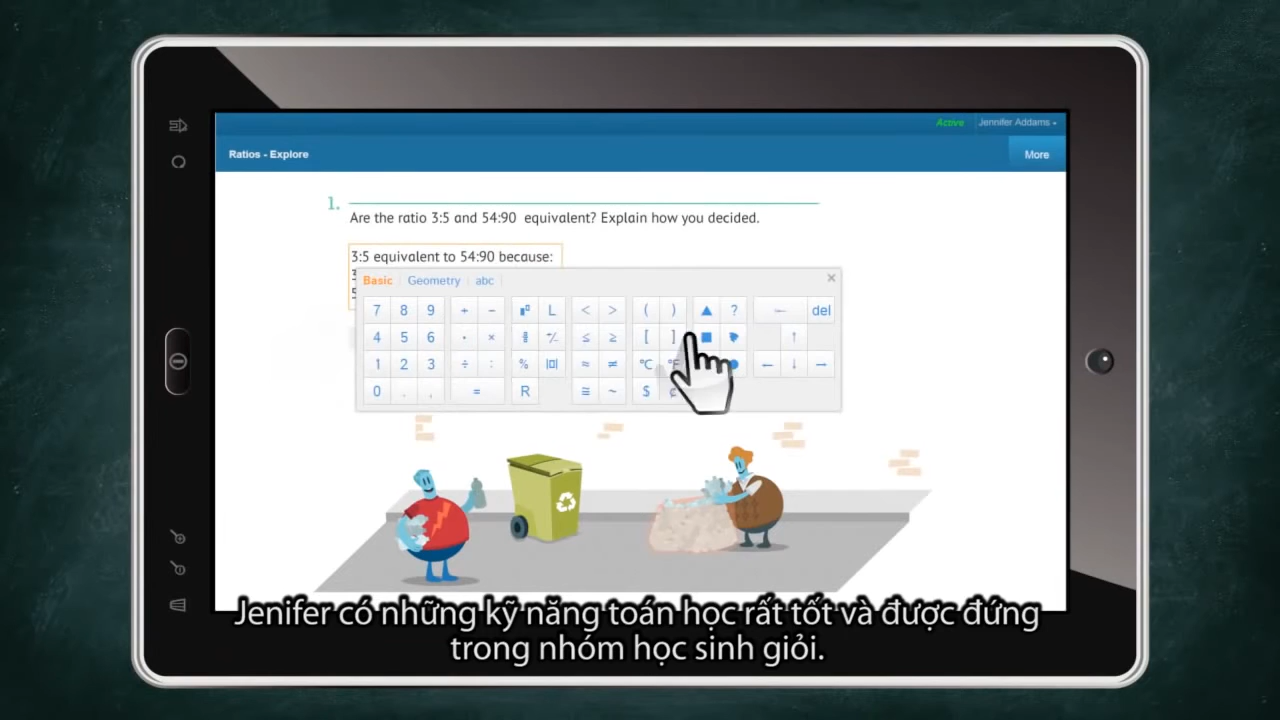 Active Jennifer Addams
Ratios - Explore
More
1.
Are the ratio 3:5 and 54:90 equivalent? Explain how you decided.
3:5 equivalent to 54:90 because:
Basic Geometry abc
7 8 9 + − L < > ( ) ▲ ? del
4 5 6 · × ⁺∕₋ ≤ ≥ [ ] ■ ↑
1 2 3 ÷ : % |□| ≈ ≠ °C °F ● ← ↓ →
0 . , = R ≅ ~ $ ¢
Jenifer có những kỹ năng toán học rất tốt và được đứng
trong nhóm học sinh giỏi.